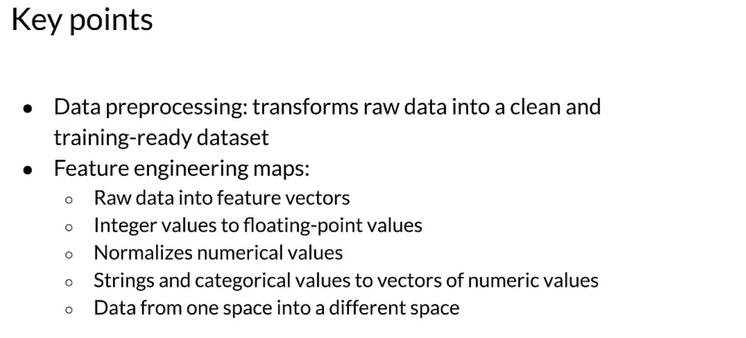 Key points
● Data preprocessing: transforms raw data into a clean and
training-ready dataset
● Feature engineering maps:
○ Raw data into feature vectors
○ Integer values to floating-point values
○ Normalizes numerical values
○ Strings and categorical values to vectors of numeric values
○ Data from one space into a different space